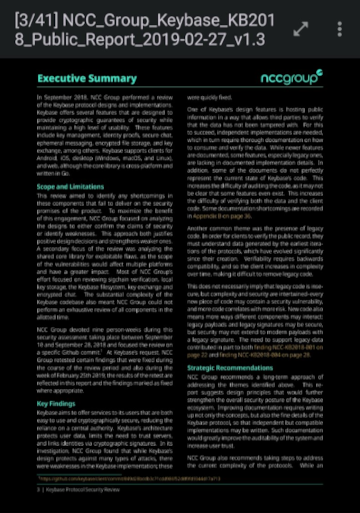 [3/41] NCC_Group_Keybase_KB201
8_Public_Report_2019-02-27_v1.3
Executive Summary
nccgroup
In September 2018, NCC Group performed a review
of the Keybase protocol designs and implementations.
Keybase offers several features that are designed to
provide cryptographic guarantees of security while
maintaining a high level of usability. These features
include key management, identity proofs, secure chat,
ephemeral messaging, encrypted file storage, and key
exchange, among others. Keybase supports clients for
Android, iOS, desktop (Windows, macOS, and Linux),
and web, although the core library is cross-platform and
written in Go.
Scope and Limitations
This review aimed to identify any shortcomings in
these components that fail to deliver on the security
promises of the product. To maximize the benefit
of this engagement, NCC Group focused on analyzing
the designs to either confirm the claims of security
or identify weaknesses. This approach both justifies
positive design decisions and strengthens weaker ones.
A secondary focus of the review was analyzing the
shared core library for exploitable flaws, as the scope
of the vulnerabilities would affect multiple platforms
and have a greater impact. Most of NCC Group's
effort focused on reviewing sigchain verification, local
key storage, the Keybase filesystem, key exchange and
encrypted chat. The substantial complexity of the
Keybase codebase also meant NCC Group could not
perform an exhaustive review of all components in the
allotted time.
NCC Group devoted nine person-weeks during this
security assessment taking place between September
10 and September 28, 2018 and focused the review on
a specific Github commit.¹ At Keybase's request, NCC
Group retested certain findings that were fixed during
the course of the review period and also during the
week of February 25th 2019; the results of the retest are
reflected in this report and the findings marked as fixed
where appropriate.
Key Findings
Keybase aims to offer services to its users that are both
easy to use and cryptographically secure, reducing the
reliance on a central authority. Keybase's architecture
protects user data, limits the need to trust servers,
and links identities via cryptographic signatures. In its
investigation, NCC Group found that while Keybase's
design protects against many types of attacks, there
were weaknesses in the Keybase implementation; these
were quickly fixed.
One of Keybase's design features is hosting public
information in a way that allows third parties to verify
that the data has not been tampered with. For this
to succeed, independent implementations are needed,
which in turn require thorough documentation on how
to consume and verify the data. While newer features
are documented, some features, especially legacy ones,
are lacking in documented implementation details. In
addition, some of the documents do not perfectly
represent the current state of Keybase's code. This
increases the difficulty of auditing the code, as it may not
be clear that some features even exist. This increases
the difficulty of verifying both the data and the client
code. Some documentation shortcomings are recorded
in Appendix B on page 36.
Another common theme was the presence of legacy
code. In order for clients to verify the public record, they
must understand data generated by the earliest itera-
tions of the protocols, which have evolved significantly
since their creation. Verifiability requires backwards
compatibility, and so the client increases in complexity
over time, making it difficult to remove legacy code.
This does not necessarily imply that legacy code is inse-
cure, but complexity and security are intertwined–every
new piece of code may contain a security vulnerability,
and more code correlates with more risk. New code also
means more ways different components may interact;
legacy payloads and legacy signatures may be secure,
but security may not extend to modern payloads with
a legacy signature. The need to support legacy data
contributed in part to both finding NCC-KB2018-001 on
page 22 and finding NCC-KB2018-004 on page 28.
Strategic Recommendations
NCC Group recommends a long-term approach of
addressing the themes identified above. This re-
port suggests design principles that would further
strengthen the overall security posture of the Keybase
ecosystem. Improving documentation requires writing
up not only the concepts, but also the fine details of the
Keybase protocol, so that independent but compatible
implementations may be written. Such documentation
would greatly improve the auditability of the system and
increase user trust.
NCC Group also recommends taking steps to address
the current complexity of the protocols. While an
3 | Keybase Protocol Security Review